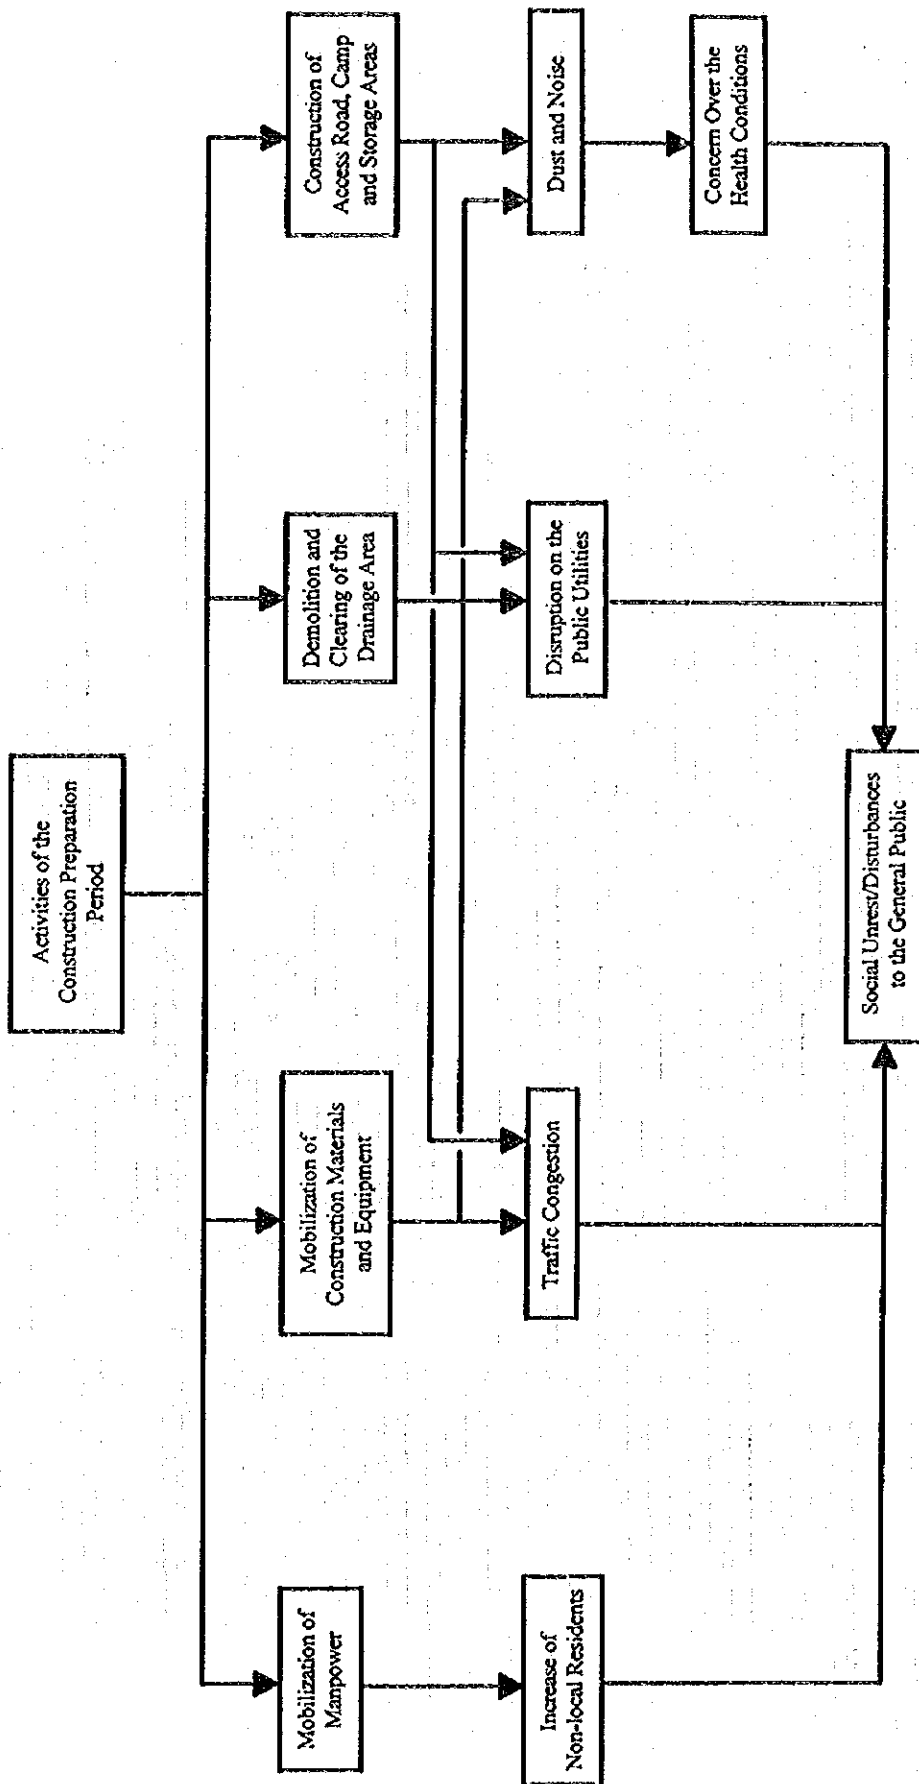 Activities of the
Construction Preparation
Period
Mobilization of
Manpower
Mobilization of
Construction Materials
and Equipment
Demolition and
Clearing of the
Drainage Area
Construction of
Access Road, Camp
and Storage Areas
Increase of
Non-local Residents
Traffic Congestion
Disruption on the
Public Utilities
Dust and Noise
Concern Over the
Health Conditions
Social Unrest/Disturbances
to the General Public